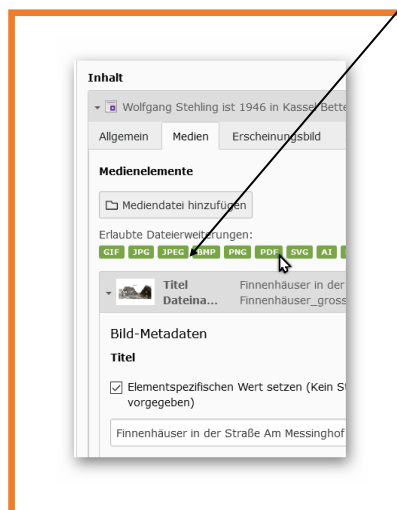 Inhalt
Wolfgang Stehling ist 1946 in Kassel Bette
Allgemein Medien Erscheinungsbild
Medienelemente
Mediendatei hinzufügen
Erlaubte Dateierweiterungen:
GIF JPG JPEG BMP PNG PDF SVG AI
Titel Finnenhäuser in der
Dateina... Finnenhäuser_gross
Bild-Metadaten
Titel
Elementspezifischen Wert setzen (Kein St
vorgegeben)
Finnenhäuser in der Straße Am Messinghof